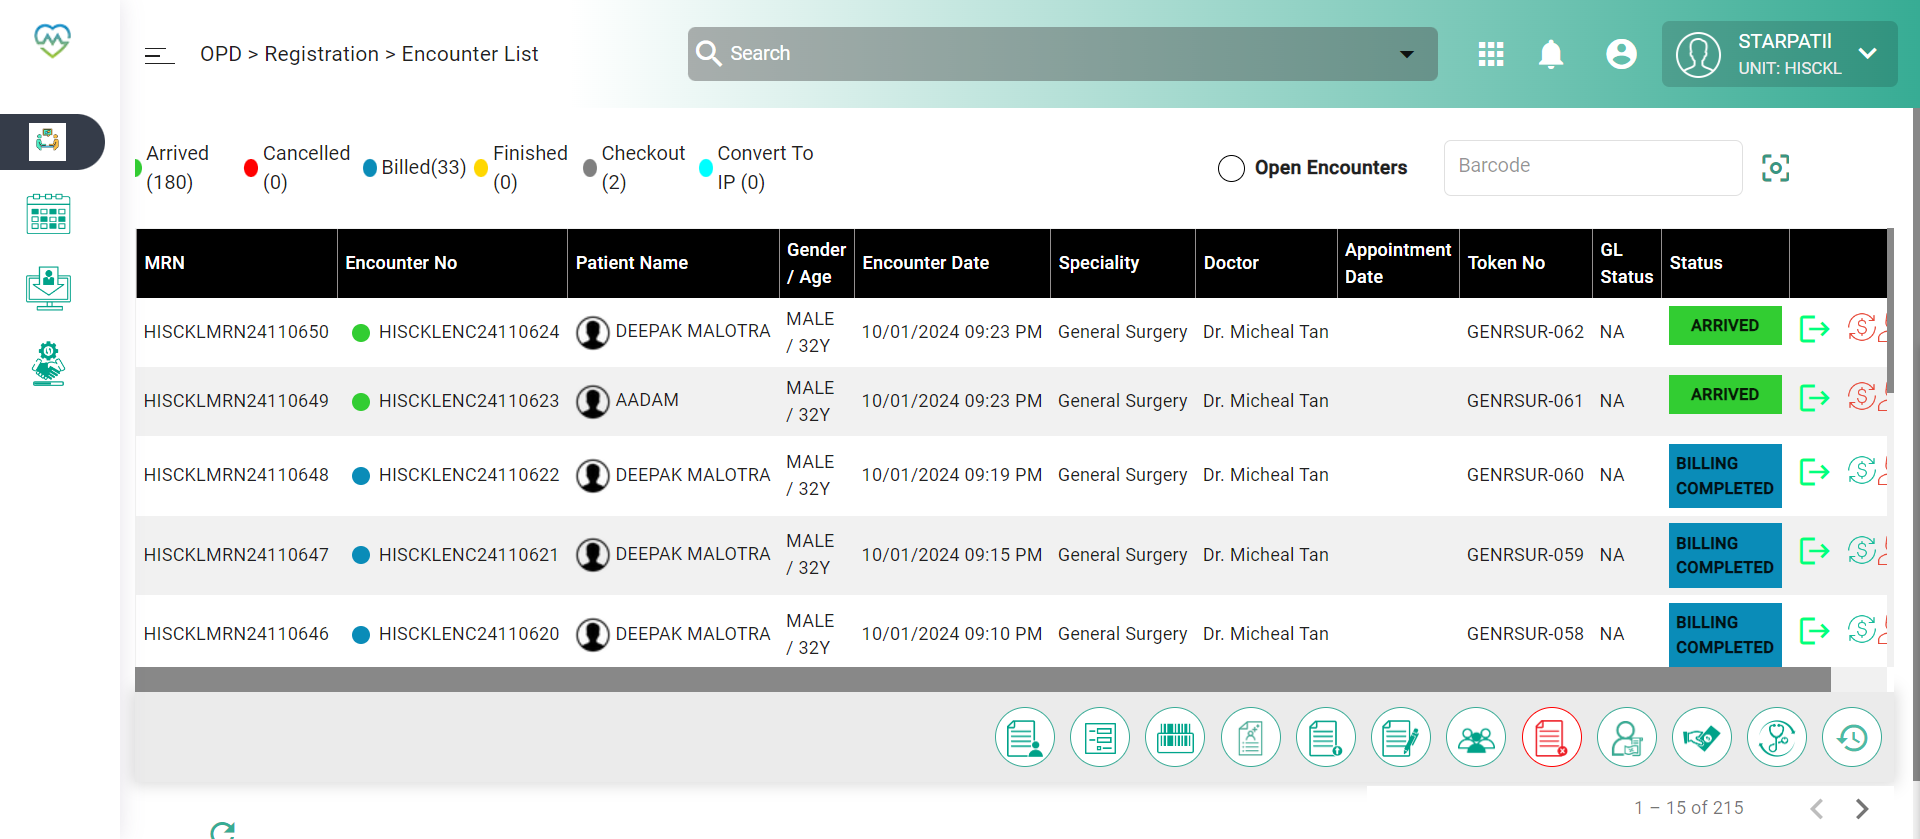 OPD > Registration > Encounter List
Search
STARPATII
UNIT: HISCKL
Arrived (180)
Cancelled (0)
Billed(33)
Finished (0)
Checkout (2)
Convert To IP (0)
Open Encounters
Barcode
MRN Encounter No Patient Name Gender / Age Encounter Date Speciality Doctor Appointment Date Token No GL Status Status
HISCKLMRN24110650 HISCKLENC24110624 DEEPAK MALOTRA MALE / 32Y 10/01/2024 09:23 PM General Surgery Dr. Micheal Tan GENRSUR-062 NA ARRIVED
HISCKLMRN24110649 HISCKLENC24110623 AADAM MALE / 32Y 10/01/2024 09:23 PM General Surgery Dr. Micheal Tan GENRSUR-061 NA ARRIVED
HISCKLMRN24110648 HISCKLENC24110622 DEEPAK MALOTRA MALE / 32Y 10/01/2024 09:19 PM General Surgery Dr. Micheal Tan GENRSUR-060 NA BILLING COMPLETED
HISCKLMRN24110647 HISCKLENC24110621 DEEPAK MALOTRA MALE / 32Y 10/01/2024 09:15 PM General Surgery Dr. Micheal Tan GENRSUR-059 NA BILLING COMPLETED
HISCKLMRN24110646 HISCKLENC24110620 DEEPAK MALOTRA MALE / 32Y 10/01/2024 09:10 PM General Surgery Dr. Micheal Tan GENRSUR-058 NA BILLING COMPLETED
1 – 15 of 215